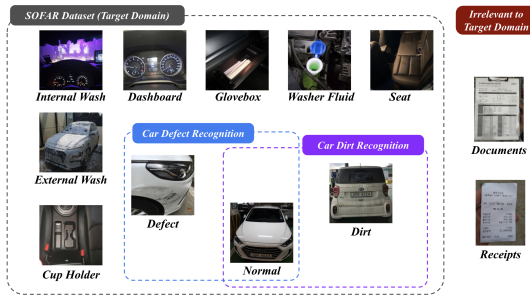 SOFAR Dataset (Target Domain)
Irrelevant to
Target Domain
Internal Wash
Dashboard
Glovebox
Washer Fluid
Seat
Documents
External Wash
Car Defect Recognition
Car Dirt Recognition
Defect
Dirt
Cup Holder
Normal
Receipts